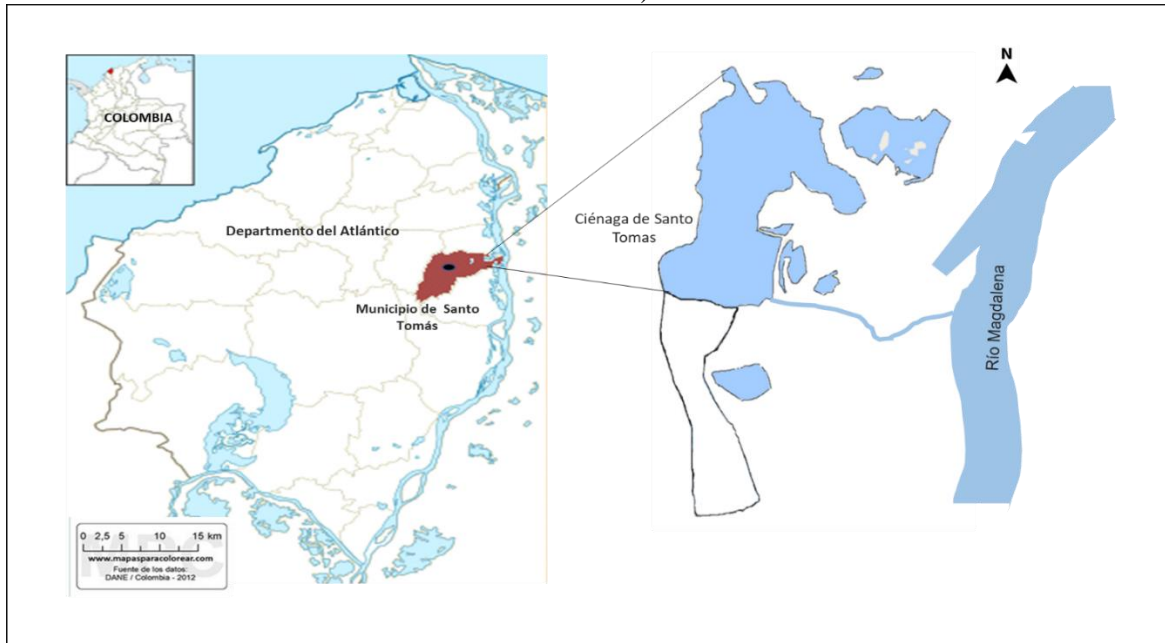 COLOMBIA
Departmento del Atlántico
Municipio de Santo
Tomás
0 2,5 5 10 15 km
www.mapasparacolorear.com
Fuente de los datos:
DANE / Colombia - 2012
Ciénaga de Santo
Tomas
N
Río Magdalena